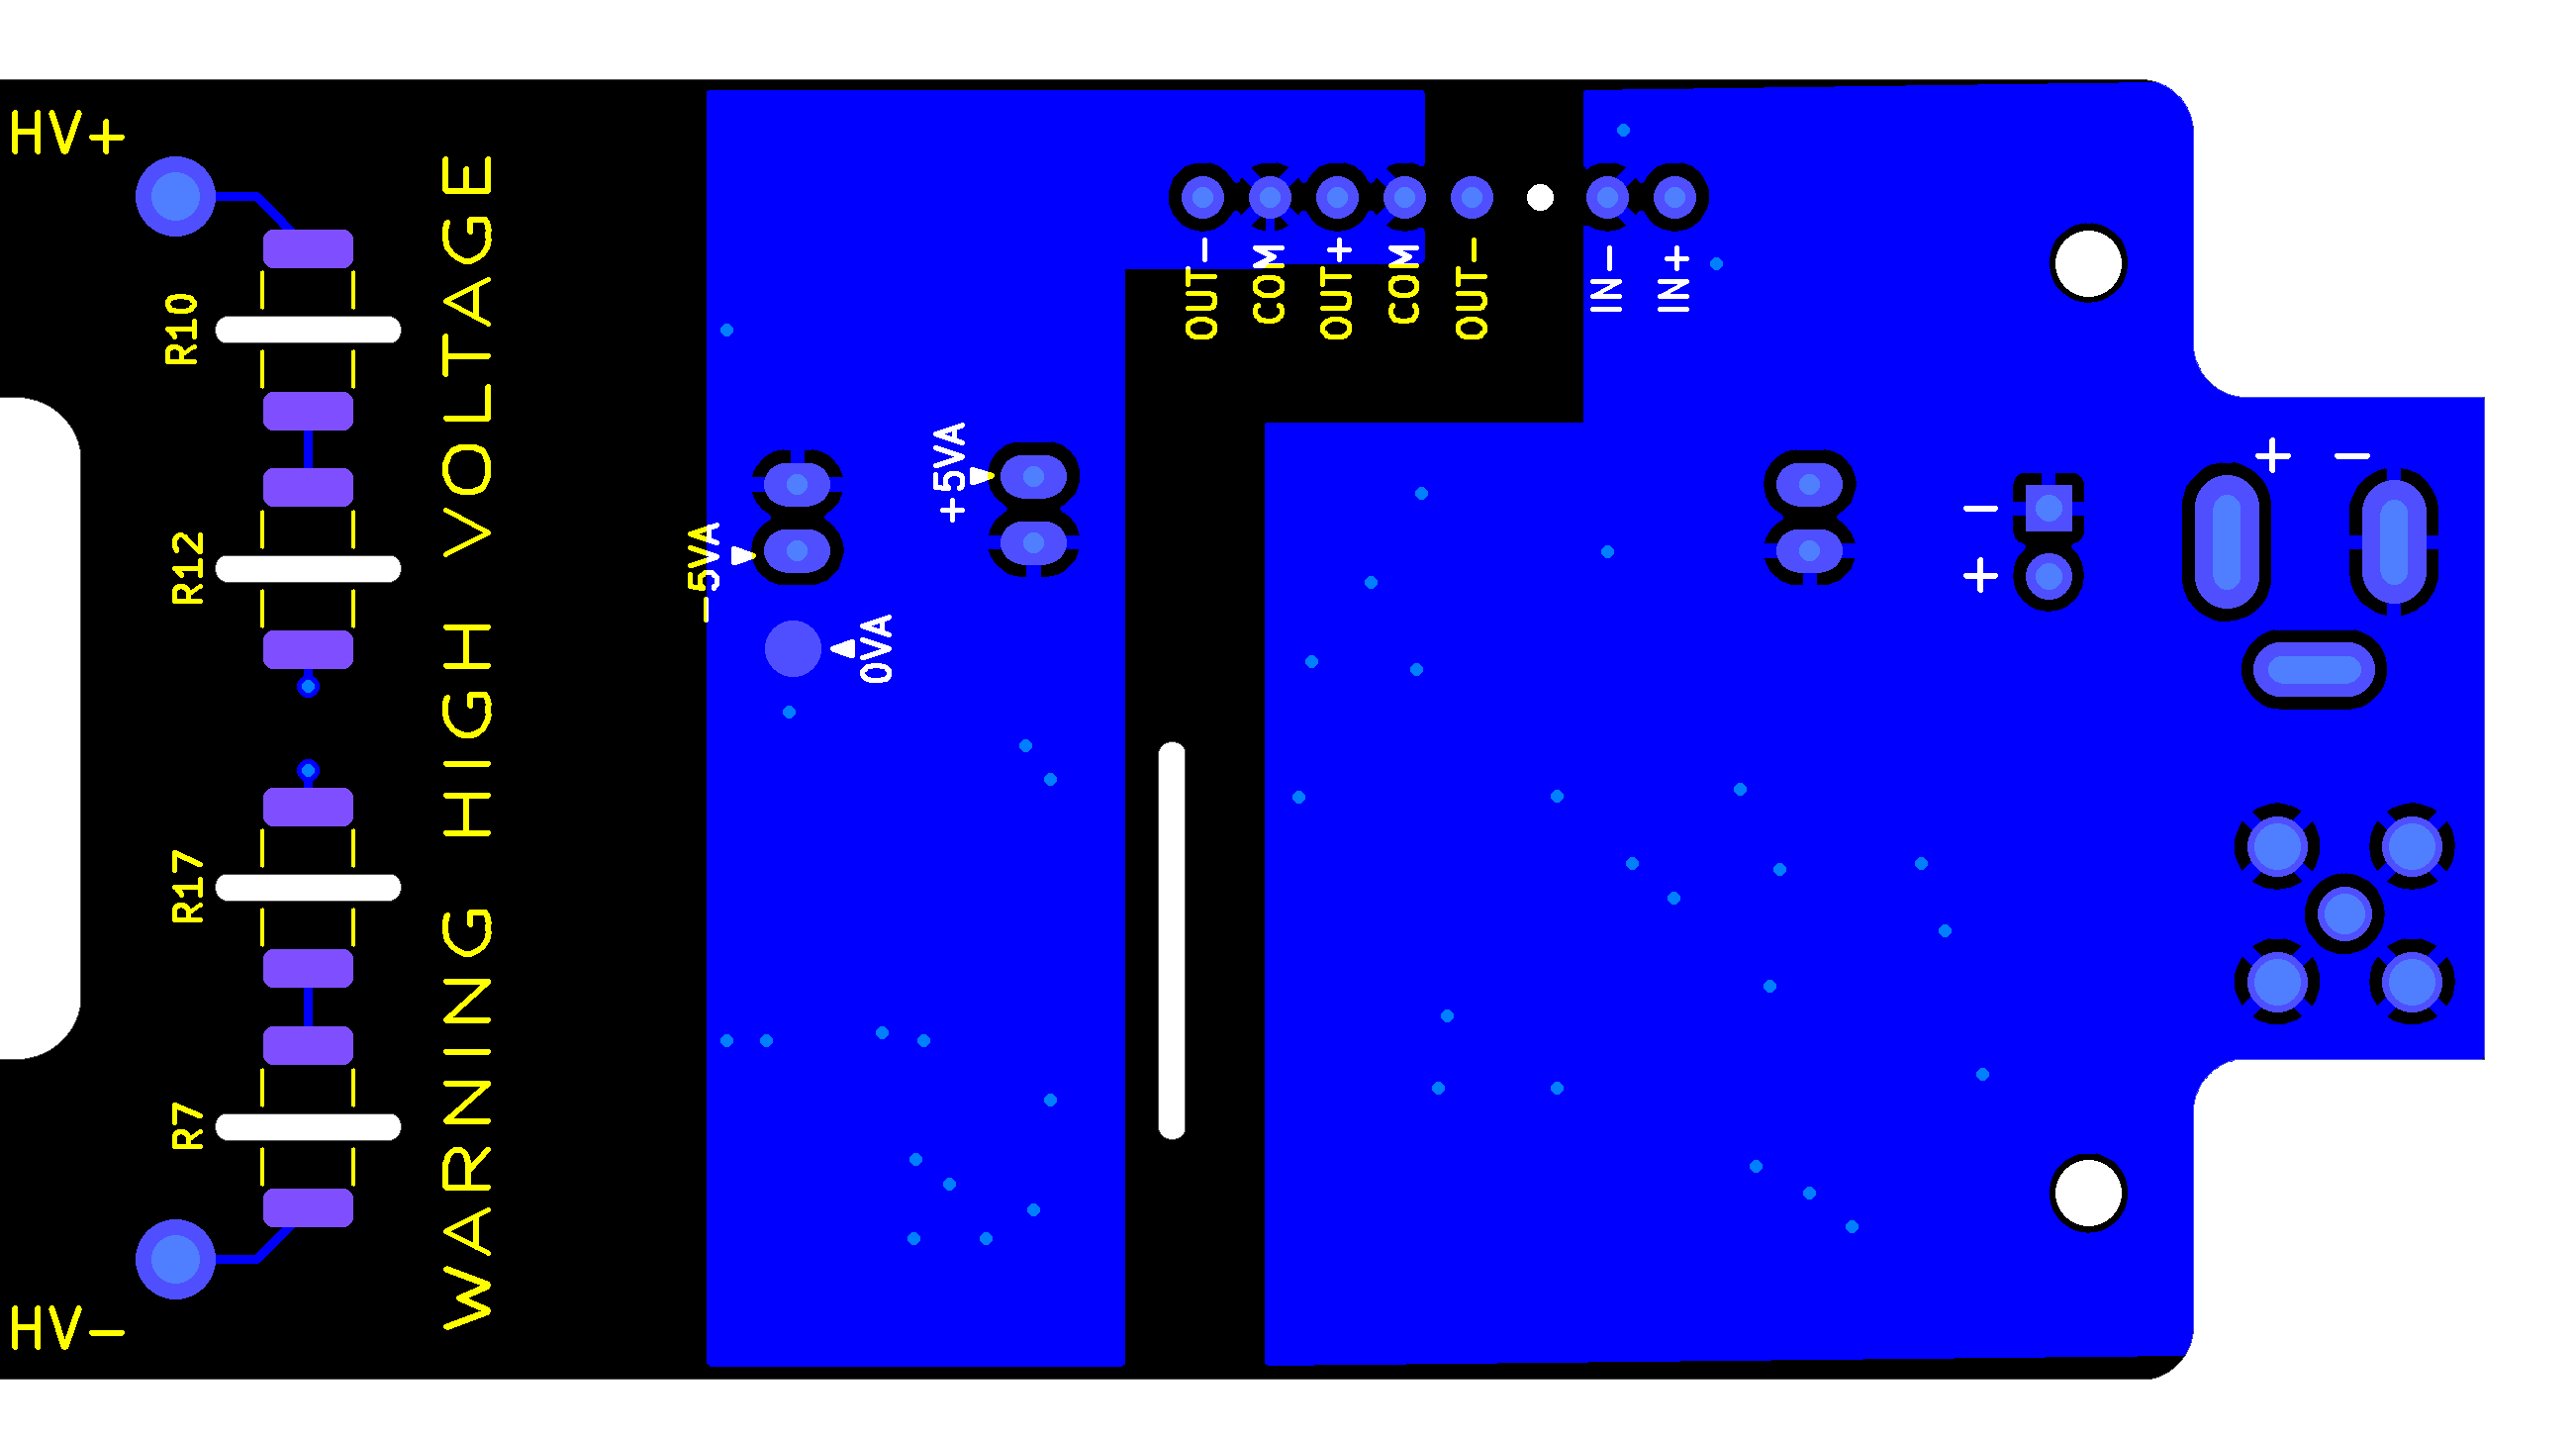 HV+
R10
R12
R17
R7
HV-
WARNING HIGH VOLTAGE
-5VA
+5VA
0VA
OUT-
COM
OUT+
COM
OUT-
IN-
IN+
-
+
+ -